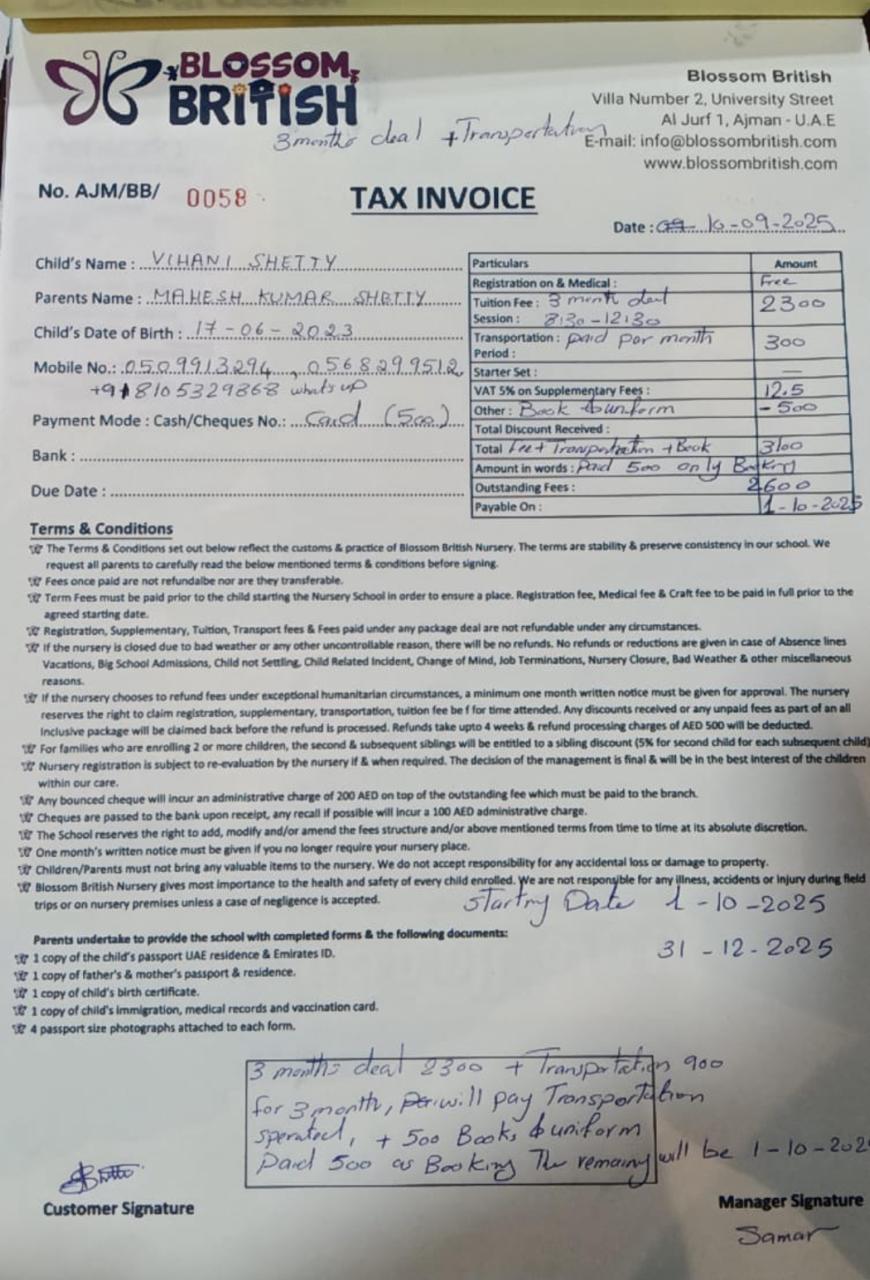 BLOSSOM
BRITISH
3 months deal + Transportation
Blossom British
Villa Number 2, University Street
Al Jurf 1, Ajman - U.A.E
E-mail: info@blossombritish.com
www.blossombritish.com
No. AJM/BB/ 0058
TAX INVOICE
Date : 10-09-2025
Child's Name : VIHANI SHETTY
Parents Name : MAHESH KUMAR SHETTY
Child's Date of Birth : 17-06-2023
Mobile No.: 0509913294, 0568299512
+918105329868 whats up
Payment Mode : Cash/Cheques No.: Card (500)
Bank :
Due Date :
Particulars Amount
Registration on & Medical : Free
Tuition Fee : 3 month deal 2300
Session : 8:30-12:30
Transportation : paid per month 300
Period :
Starter Set : —
VAT 5% on Supplementary Fees : 12.5
Other : Book & uniform - 500
Total Discount Received :
Total Fee + Transportation + Book 3100
Amount in words : Paid 500 only Booking
Outstanding Fees : 2600
Payable On : 1-10-2025
Terms & Conditions
The Terms & Conditions set out below reflect the customs & practice of Blossom British Nursery. The terms are stability & preserve consistency in our school. We
request all parents to carefully read the below mentioned terms & conditions before signing.
Fees once paid are not refundalbe nor are they transferable.
Term Fees must be paid prior to the child starting the Nursery School in order to ensure a place. Registration fee, Medical fee & Craft fee to be paid in full prior to the
agreed starting date.
Registration, Supplementary, Tuition, Transport fees & Fees paid under any package deal are not refundable under any circumstances.
If the nursery is closed due to bad weather or any other uncontrollable reason, there will be no refunds. No refunds or reductions are given in case of Absence lines
Vacations, Big School Admissions, Child not Settling, Child Related Incident, Change of Mind, Job Terminations, Nursery Closure, Bad Weather & other miscellaneous
reasons.
If the nursery chooses to refund fees under exceptional humanitarian circumstances, a minimum one month written notice must be given for approval. The nursery
reserves the right to claim registration, supplementary, transportation, tuition fee be f for time attended. Any discounts received or any unpaid fees as part of an all
Inclusive package will be claimed back before the refund is processed. Refunds take upto 4 weeks & refund processing charges of AED 500 will be deducted.
For families who are enrolling 2 or more children, the second & subsequent siblings will be entitled to a sibling discount (5% for second child for each subsequent child)
Nursery registration is subject to re-evaluation by the nursery if & when required. The decision of the management is final & will be in the best interest of the children
within our care.
Any bounced cheque will incur an administrative charge of 200 AED on top of the outstanding fee which must be paid to the branch.
Cheques are passed to the bank upon receipt, any recall if possible will incur a 100 AED administrative charge.
The School reserves the right to add, modify and/or amend the fees structure and/or above mentioned terms from time to time at its absolute discretion.
One month's written notice must be given if you no longer require your nursery place.
Children/Parents must not bring any valuable items to the nursery. We do not accept responsibility for any accidental loss or damage to property.
Blossom British Nursery gives most importance to the health and safety of every child enrolled. We are not responsible for any illness, accidents or injury during field
trips or on nursery premises unless a case of negligence is accepted.
Startng Date 1-10-2025
31-12-2025
Parents undertake to provide the school with completed forms & the following documents:
1 copy of the child's passport UAE residence & Emirates ID.
1 copy of father's & mother's passport & residence.
1 copy of child's birth certificate.
1 copy of child's immigration, medical records and vaccination card.
4 passport size photographs attached to each form.
3 months deal 2300 + Transportation 900
for 3 month, will pay Transportation
sperated, + 500 Books & uniform
Paid 500 as Booking The remainy will be 1-10-202
Customer Signature
Manager Signature
Samar